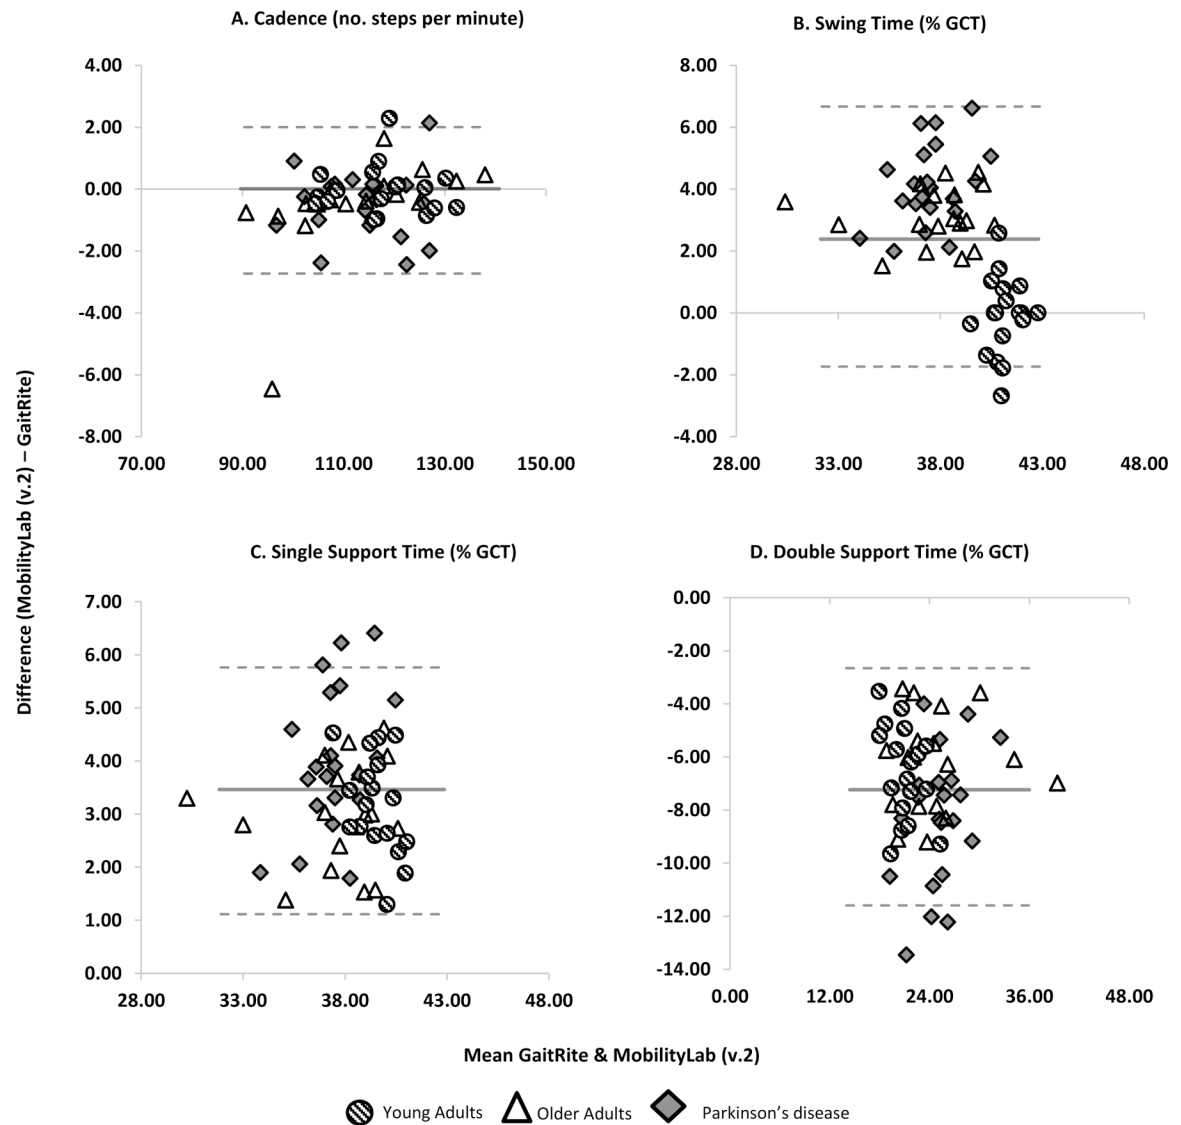 A. Cadence (no. steps per minute)
4.00
2.00
0.00
-2.00
-4.00
-6.00
-8.00
70.00 90.00 110.00 130.00 150.00
B. Swing Time (% GCT)
8.00
6.00
4.00
2.00
0.00
-2.00
-4.00
28.00 33.00 38.00 43.00 48.00
Difference (MobilityLab (v.2) – GaitRite)
C. Single Support Time (% GCT)
7.00
6.00
5.00
4.00
3.00
2.00
1.00
0.00
28.00 33.00 38.00 43.00 48.00
D. Double Support Time (% GCT)
0.00
-2.00
-4.00
-6.00
-8.00
-10.00
-12.00
-14.00
0.00 12.00 24.00 36.00 48.00
Mean GaitRite & MobilityLab (v.2)
Young Adults Older Adults Parkinson’s disease